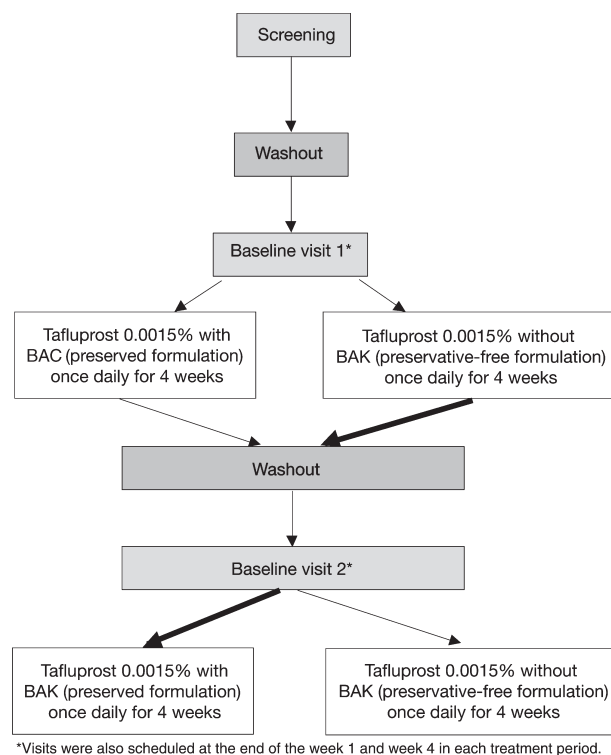 Screening
Washout
Baseline visit 1*
Tafluprost 0.0015% with
BAC (preserved formulation)
once daily for 4 weeks
Tafluprost 0.0015% without
BAK (preservative-free formulation)
once daily for 4 weeks
Washout
Baseline visit 2*
Tafluprost 0.0015% with
BAK (preserved formulation)
once daily for 4 weeks
Tafluprost 0.0015% without
BAK (preservative-free formulation)
once daily for 4 weeks
*Visits were also scheduled at the end of the week 1 and week 4 in each treatment period.